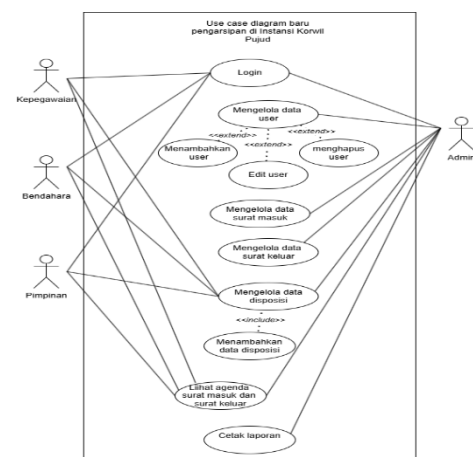 Use case diagram baru
pengarsipan di Instansi Korwil
Pujud
Kepegawaian
Login
Mengelola data
user
<<extend>>
<<extend>>
<<extend>>
Menambahkan
user
menghapus
user
Edit user
Admin
Bendahara
Mengelola data
surat masuk
Mengelola data
surat keluar
Pimpinan
Mengelola data
disposisi
<<include>>
Menambahkan
data disposisi
Liihat agenda
surat masuk dan
surat keluar
Cetak laporan